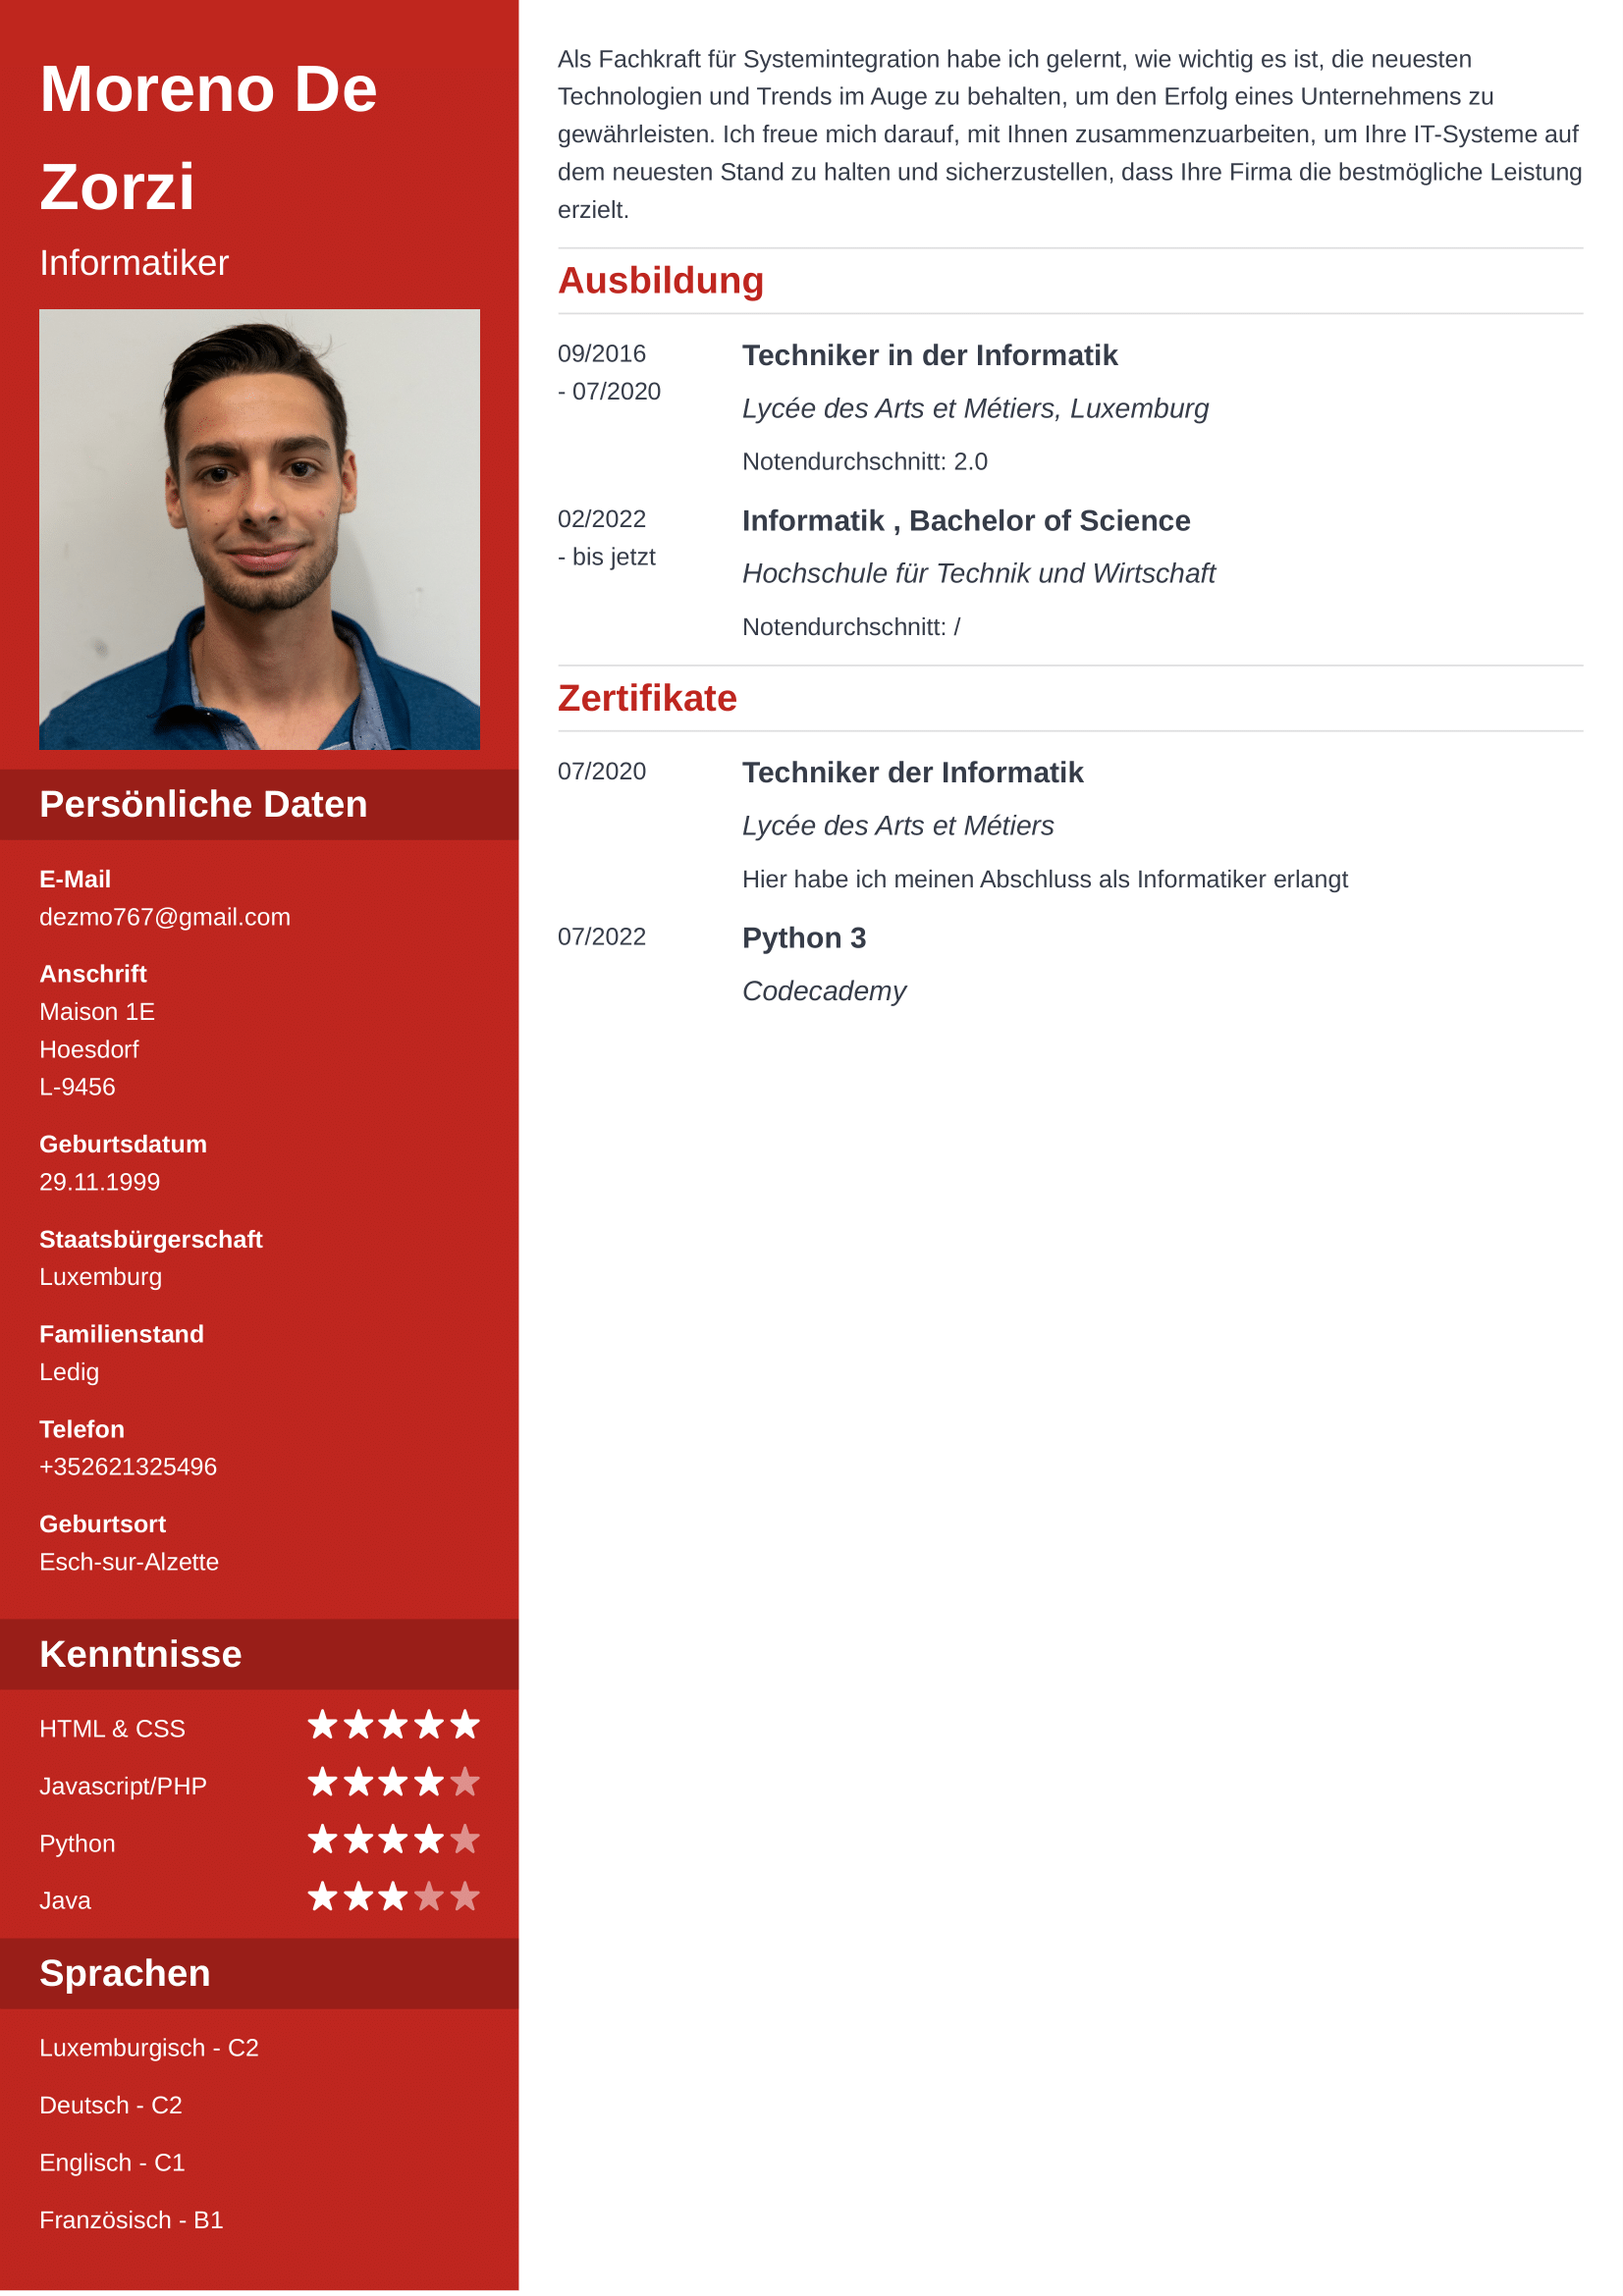 Moreno De
Zorzi
Informatiker
Persönliche Daten
E-Mail
dezmo767@gmail.com
Anschrift
Maison 1E
Hoesdorf
L-9456
Geburtsdatum
29.11.1999
Staatsbürgerschaft
Luxemburg
Familienstand
Ledig
Telefon
+352621325496
Geburtsort
Esch-sur-Alzette
Kenntnisse
HTML & CSS
Javascript/PHP
Python
Java
Sprachen
Luxemburgisch - C2
Deutsch - C2
Englisch - C1
Französisch - B1
Als Fachkraft für Systemintegration habe ich gelernt, wie wichtig es ist, die neuesten
Technologien und Trends im Auge zu behalten, um den Erfolg eines Unternehmens zu
gewährleisten. Ich freue mich darauf, mit Ihnen zusammenzuarbeiten, um Ihre IT-Systeme auf
dem neuesten Stand zu halten und sicherzustellen, dass Ihre Firma die bestmögliche Leistung
erzielt.
Ausbildung
09/2016 Techniker in der Informatik
- 07/2020
Lycée des Arts et Métiers, Luxemburg
Notendurchschnitt: 2.0
02/2022 Informatik , Bachelor of Science
- bis jetzt
Hochschule für Technik und Wirtschaft
Notendurchschnitt: /
Zertifikate
07/2020 Techniker der Informatik
Lycée des Arts et Métiers
Hier habe ich meinen Abschluss als Informatiker erlangt
07/2022 Python 3
Codecademy